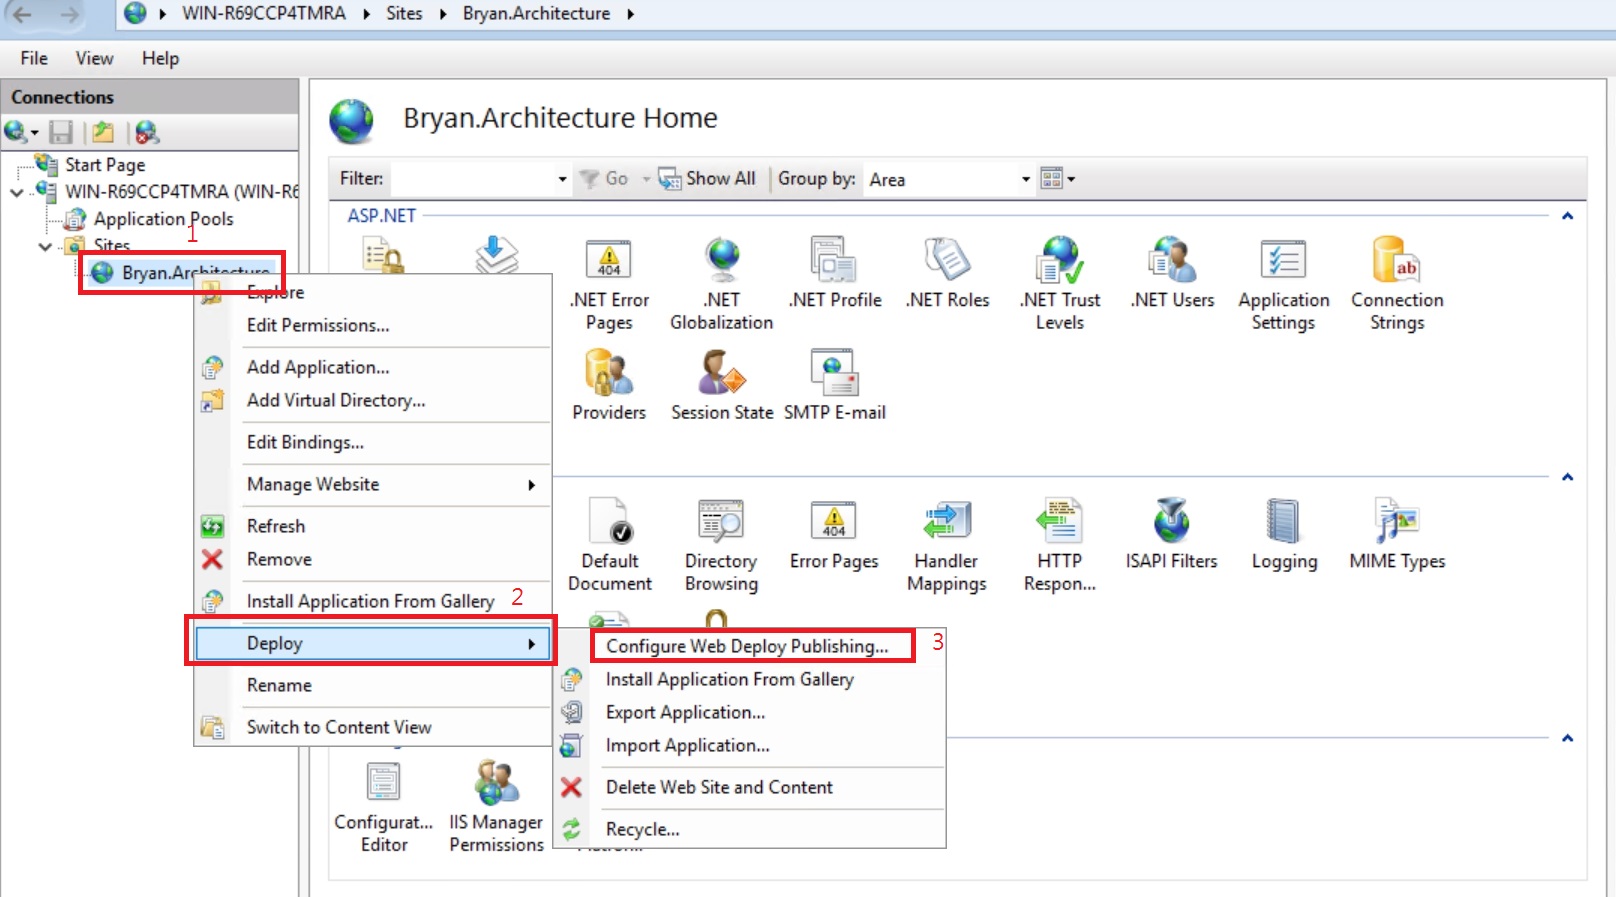 WIN-R69CCP4TMRA
Sites
Bryan.Architecture
File
View
Help
Connections
Start Page
WIN-R69CCP4TMRA (WIN-R6
Application Pools
1
Sites
Bryan.Architecture
Bryan.Architecture Home
Filter:
Go
Show All
Group by:
Area
ASP.NET
.NET Error
Pages
.NET
Globalization
.NET Profile
.NET Roles
.NET Trust
Levels
.NET Users
Application
Settings
Connection
Strings
Providers
Session State
SMTP E-mail
Default
Document
Directory
Browsing
Error Pages
Handler
Mappings
HTTP
Respon...
ISAPI Filters
Logging
MIME Types
Configurat...
Editor
IIS Manager
Permissions
Explore
Edit Permissions...
Add Application...
Add Virtual Directory...
Edit Bindings...
Manage Website
Refresh
Remove
Install Application From Gallery
2
Deploy
Rename
Switch to Content View
Configure Web Deploy Publishing...
3
Install Application From Gallery
Export Application...
Import Application...
Delete Web Site and Content
Recycle...
404
404
ab